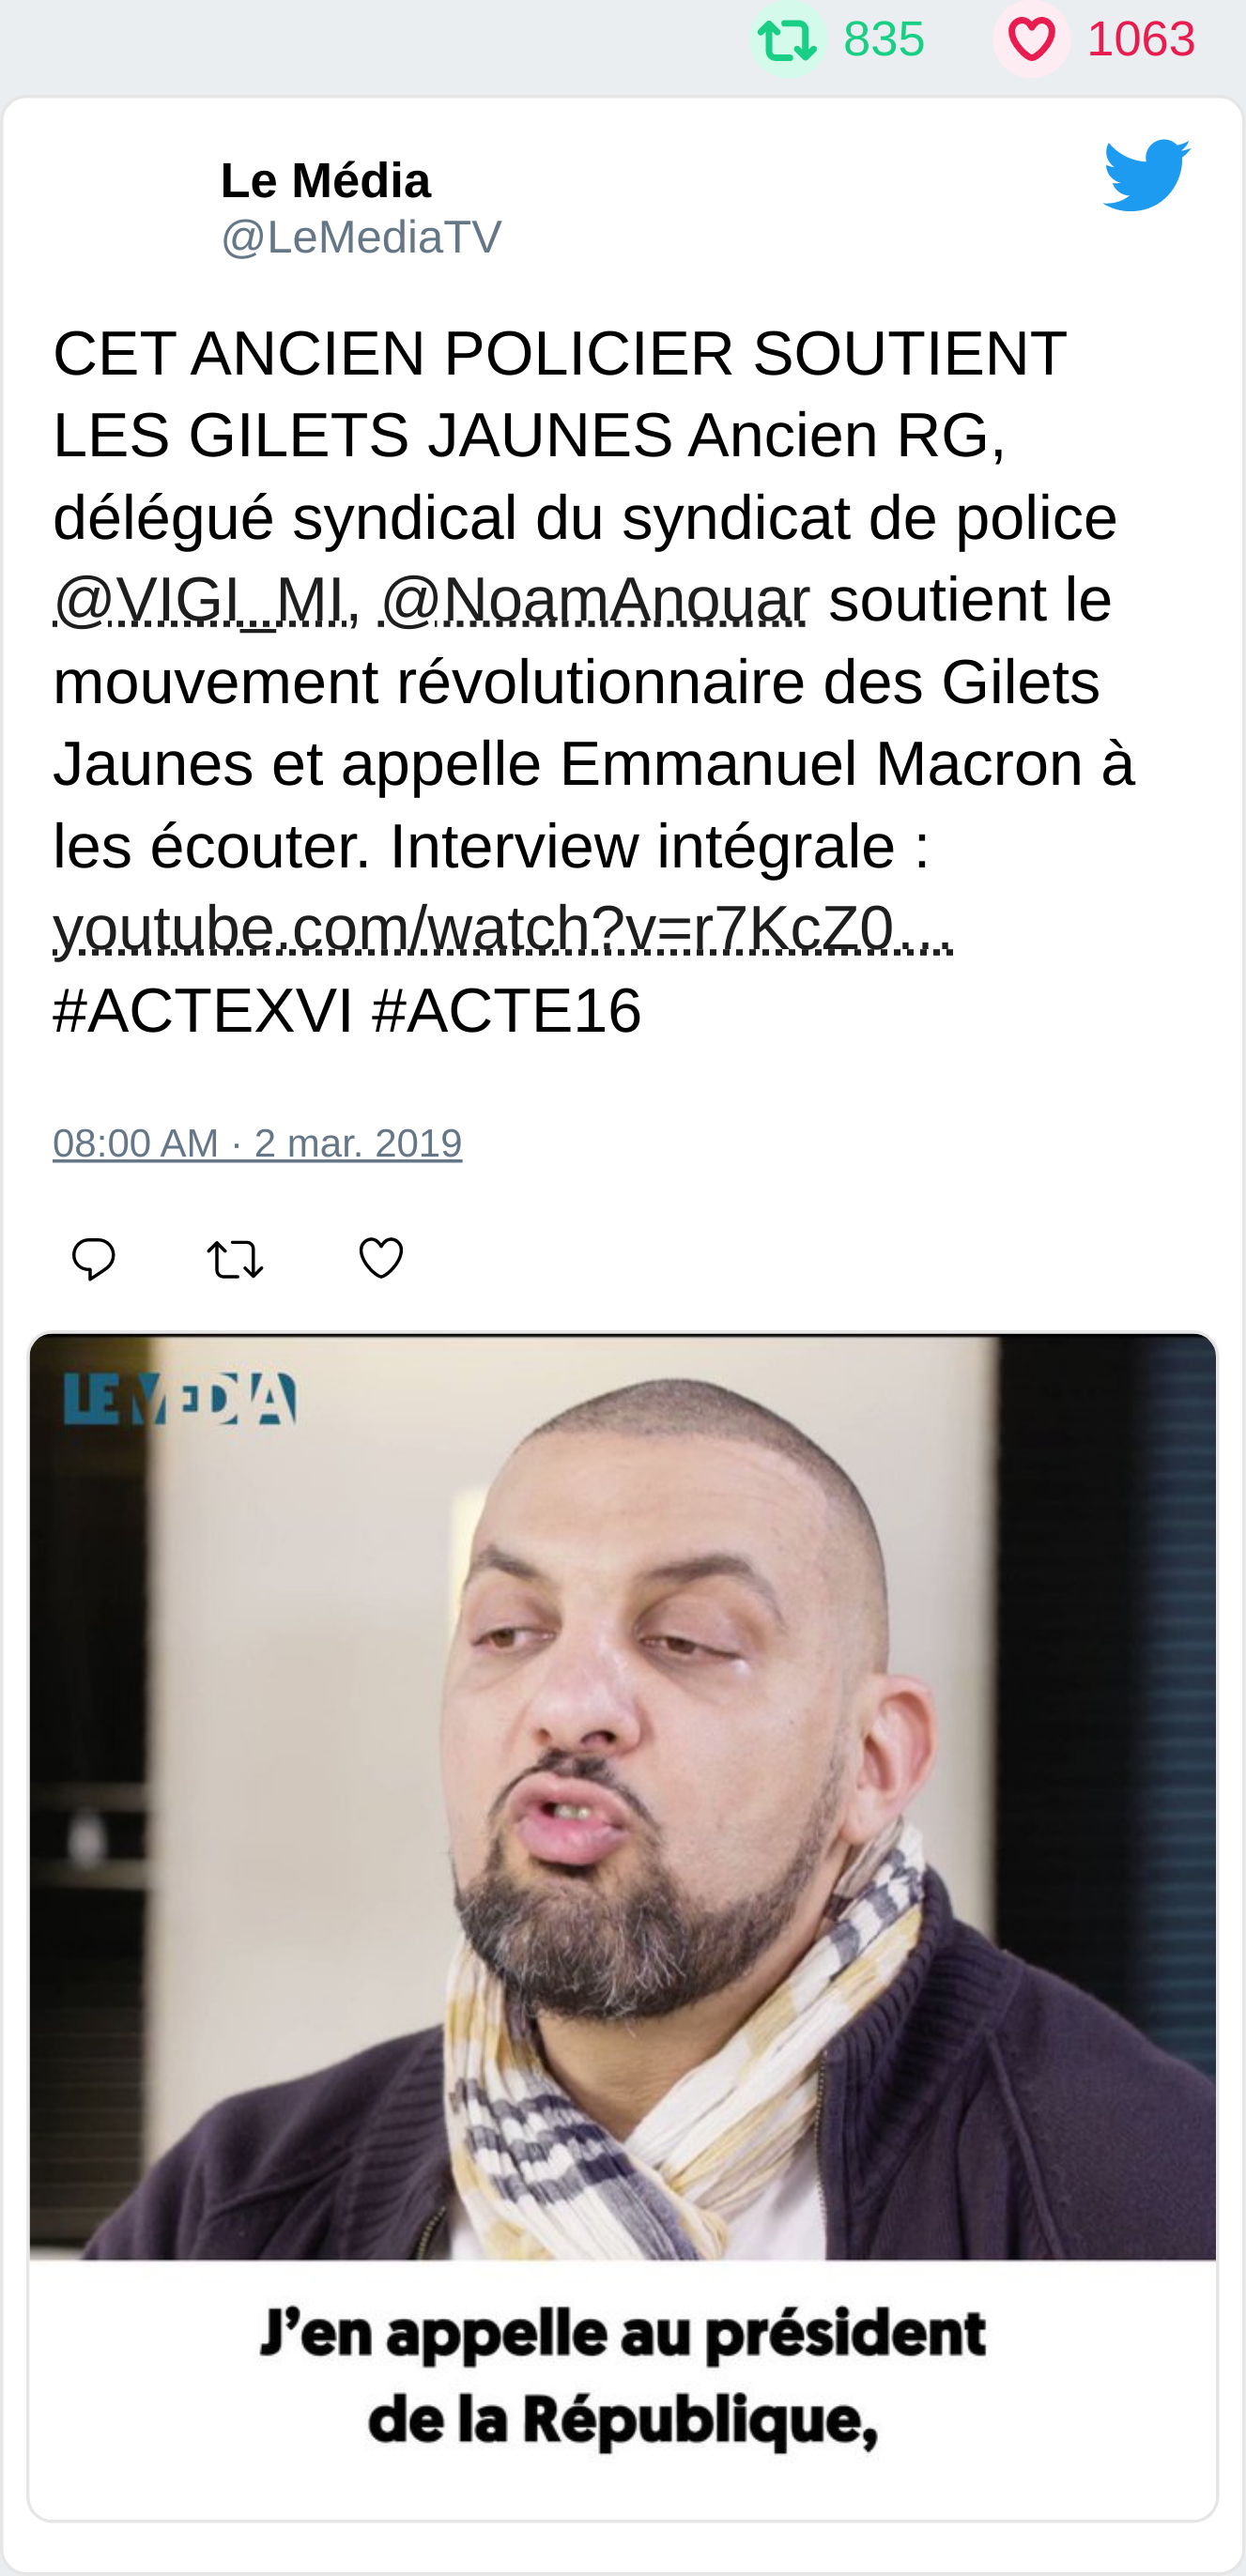 835 1063
Le Média
@LeMediaTV
CET ANCIEN POLICIER SOUTIENT
LES GILETS JAUNES Ancien RG,
délégué syndical du syndicat de police
@VIGI_MI, @NoamAnouar soutient le
mouvement révolutionnaire des Gilets
Jaunes et appelle Emmanuel Macron à
les écouter. Interview intégrale :
youtube.com/watch?v=r7KcZ0…
#ACTEXVI #ACTE16
08:00 AM · 2 mar. 2019
LE MEDIA
J’en appelle au président
de la République,